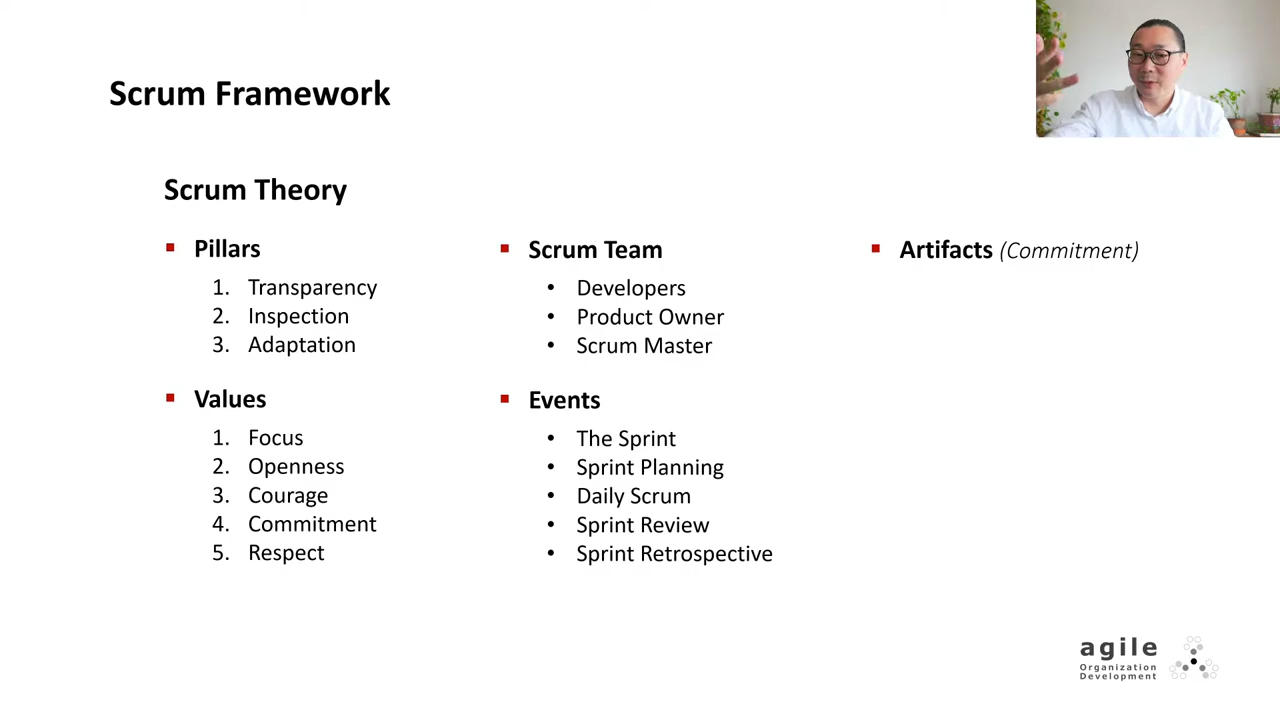 Scrum Framework
Scrum Theory
▪ Pillars
1. Transparency
2. Inspection
3. Adaptation
▪ Values
1. Focus
2. Openness
3. Courage
4. Commitment
5. Respect
▪ Scrum Team
• Developers
• Product Owner
• Scrum Master
▪ Events
• The Sprint
• Sprint Planning
• Daily Scrum
• Sprint Review
• Sprint Retrospective
▪ Artifacts (Commitment)
agile
Organization
Development